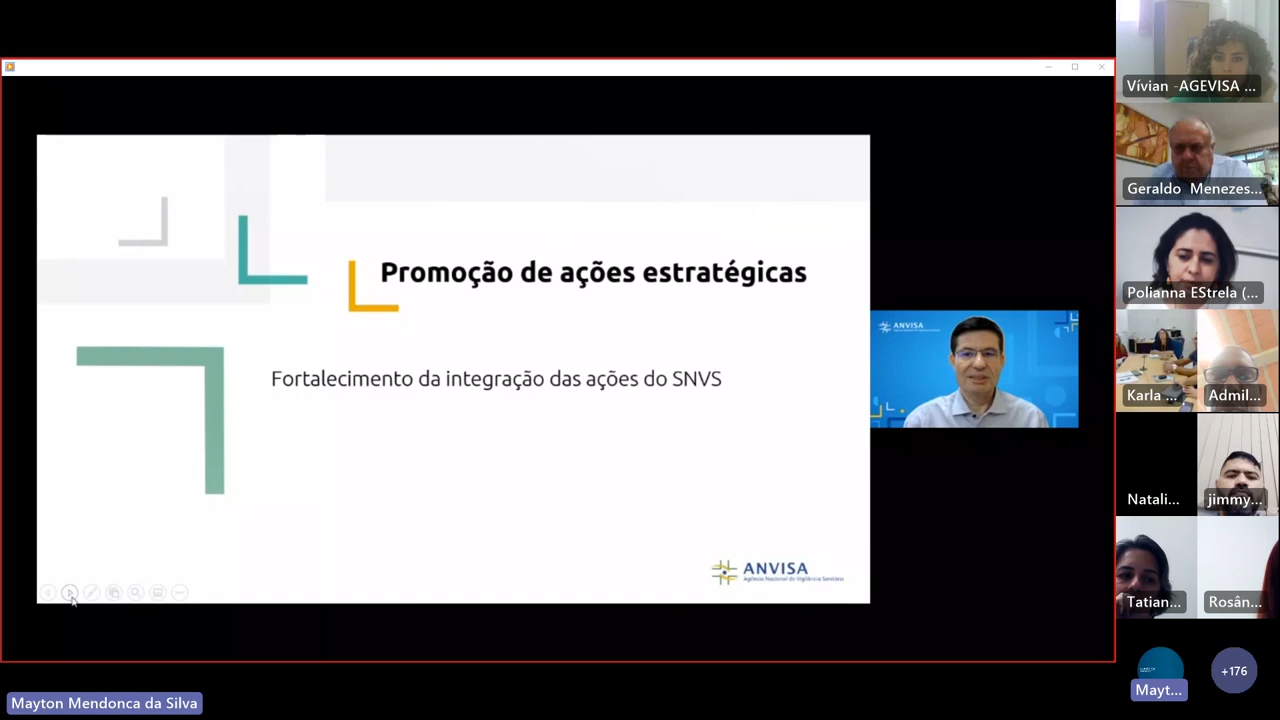 Promoção de ações estratégicas
Fortalecimento da integração das ações do SNVS
ANVISA
Agência Nacional de Vigilância Sanitária
ANVISA
Vívian -AGEVISA ...
Geraldo Menezes...
Polianna EStrela (...
Karla ...
Admil...
Natali...
jimmy...
Tatian...
Rosân...
Mayt...
+176
Mayton Mendonca da Silva